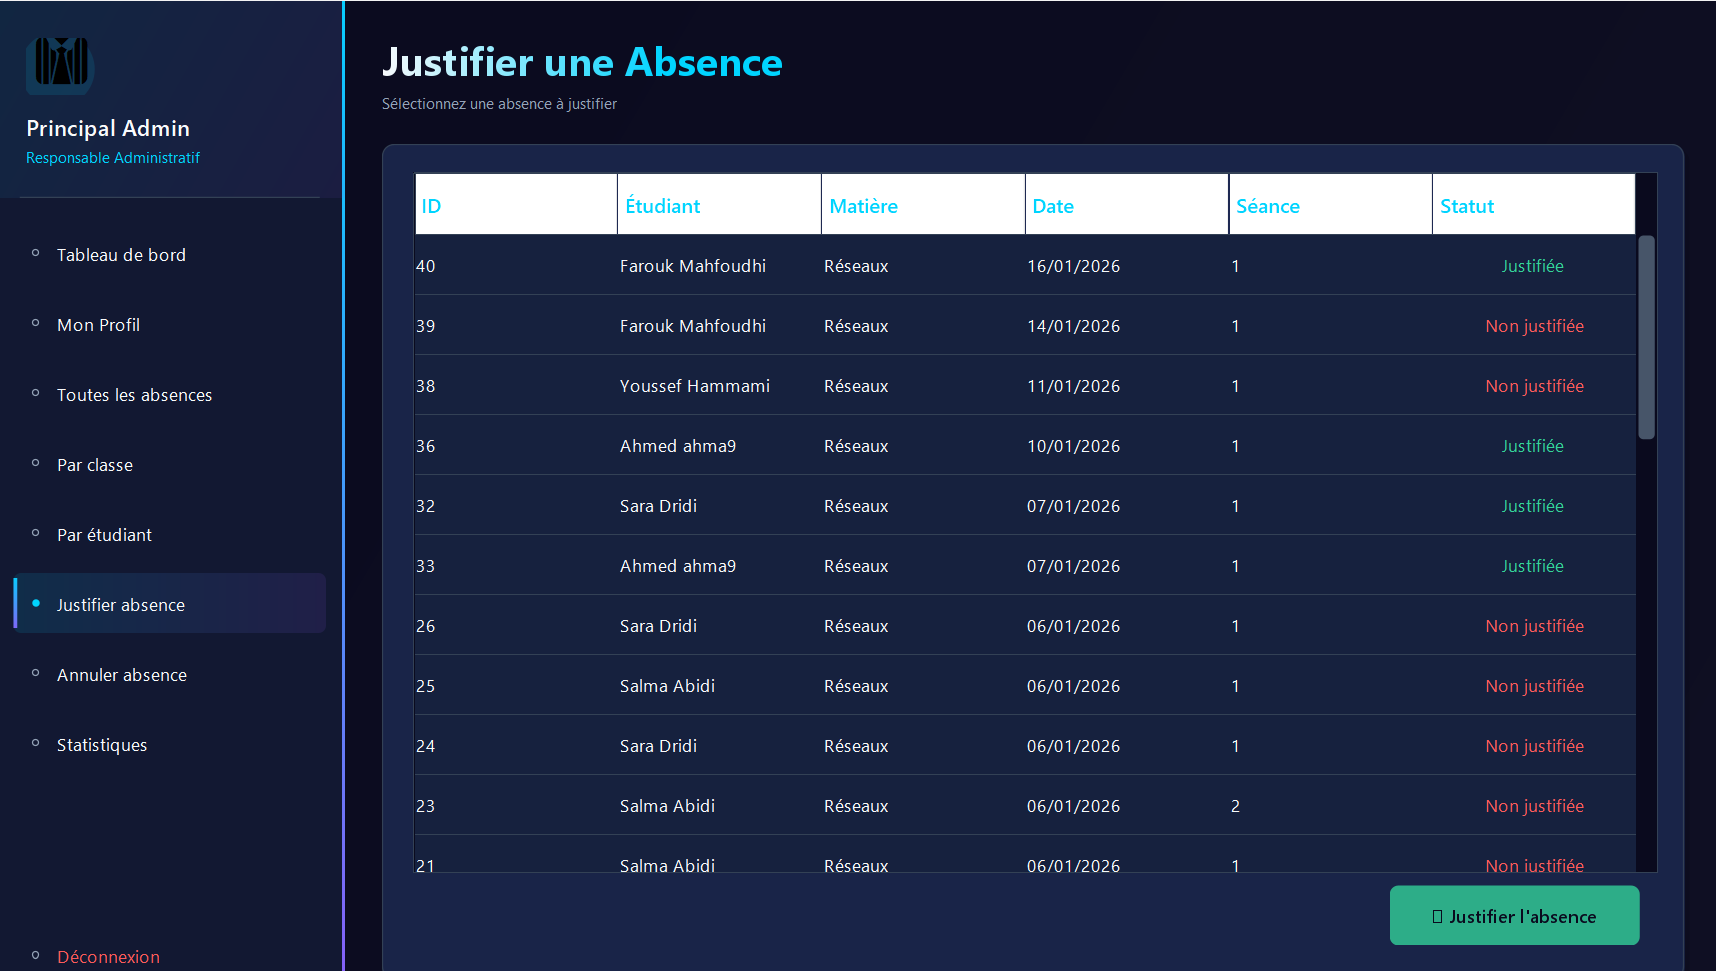 Principal Admin
Responsable Administratif
Tableau de bord
Mon Profil
Toutes les absences
Par classe
Par étudiant
Justifier absence
Annuler absence
Statistiques
Déconnexion
Justifier une Absence
Sélectionnez une absence à justifier
ID Étudiant Matière Date Séance Statut
40 Farouk Mahfoudhi Réseaux 16/01/2026 1 Justifiée
39 Farouk Mahfoudhi Réseaux 14/01/2026 1 Non justifiée
38 Youssef Hammami Réseaux 11/01/2026 1 Non justifiée
36 Ahmed ahma9 Réseaux 10/01/2026 1 Justifiée
32 Sara Dridi Réseaux 07/01/2026 1 Justifiée
33 Ahmed ahma9 Réseaux 07/01/2026 1 Justifiée
26 Sara Dridi Réseaux 06/01/2026 1 Non justifiée
25 Salma Abidi Réseaux 06/01/2026 1 Non justifiée
24 Sara Dridi Réseaux 06/01/2026 1 Non justifiée
23 Salma Abidi Réseaux 06/01/2026 2 Non justifiée
21 Salma Abidi Réseaux 06/01/2026 1 Non justifiée
Justifier l'absence